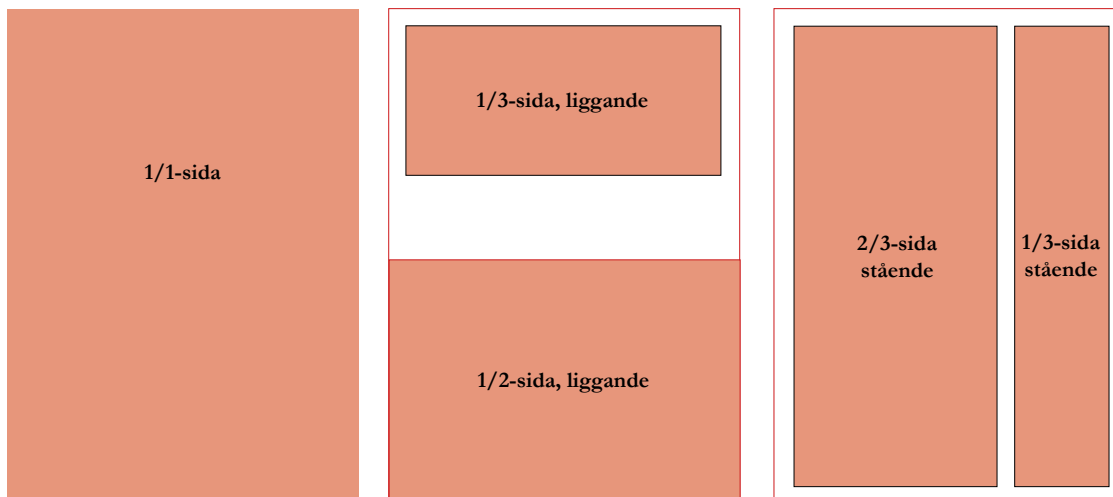 1/1-sida
1/3-sida, liggande
1/2-sida, liggande
2/3-sida
stående
1/3-sida
stående